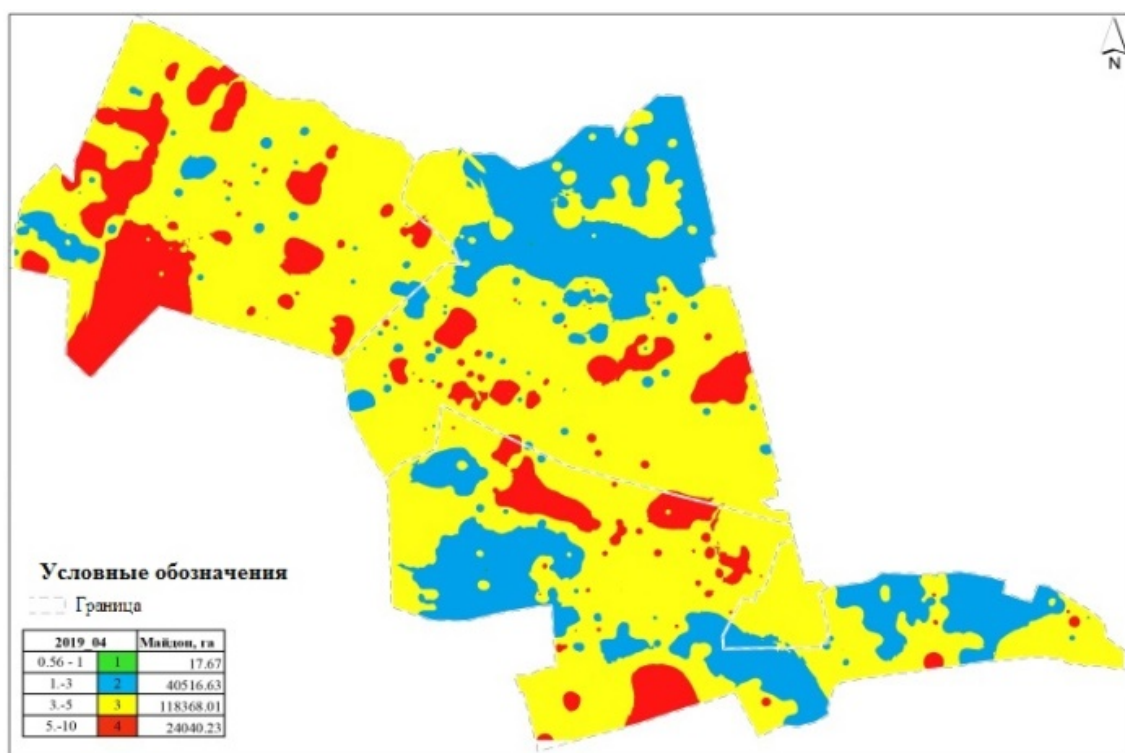 N
Условные обозначения
Граница
2019_04 Майдон, га
0.56 - 1 1 17.67
1.-3 2 40516.63
3.-5 3 118368.01
5.-10 4 24040.23